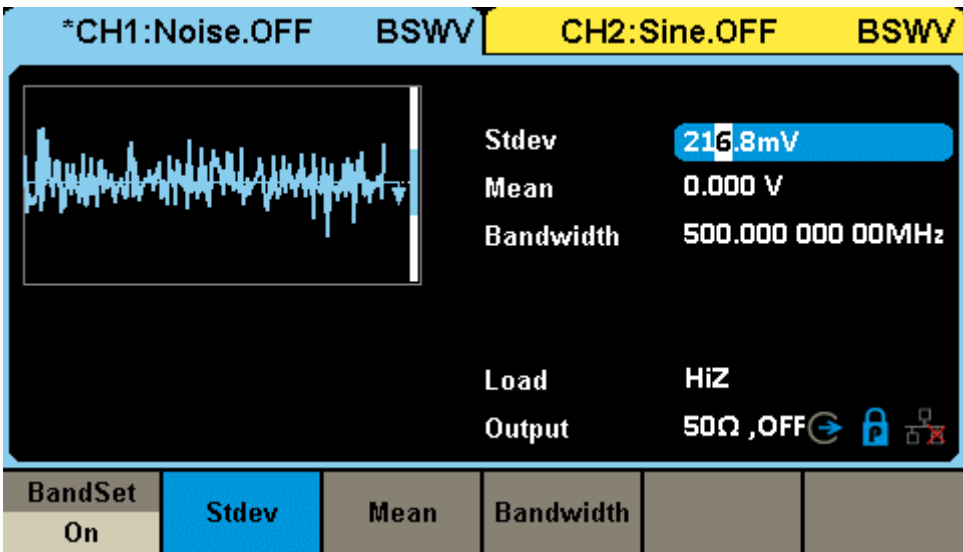 *CH1:Noise.OFF BSWV CH2:Sine.OFF BSWV
Stdev 216.8mV
Mean 0.000 V
Bandwidth 500.000 000 00MHz
Load HiZ
Output 50Ω ,OFF P
BandSet
On
Stdev Mean Bandwidth